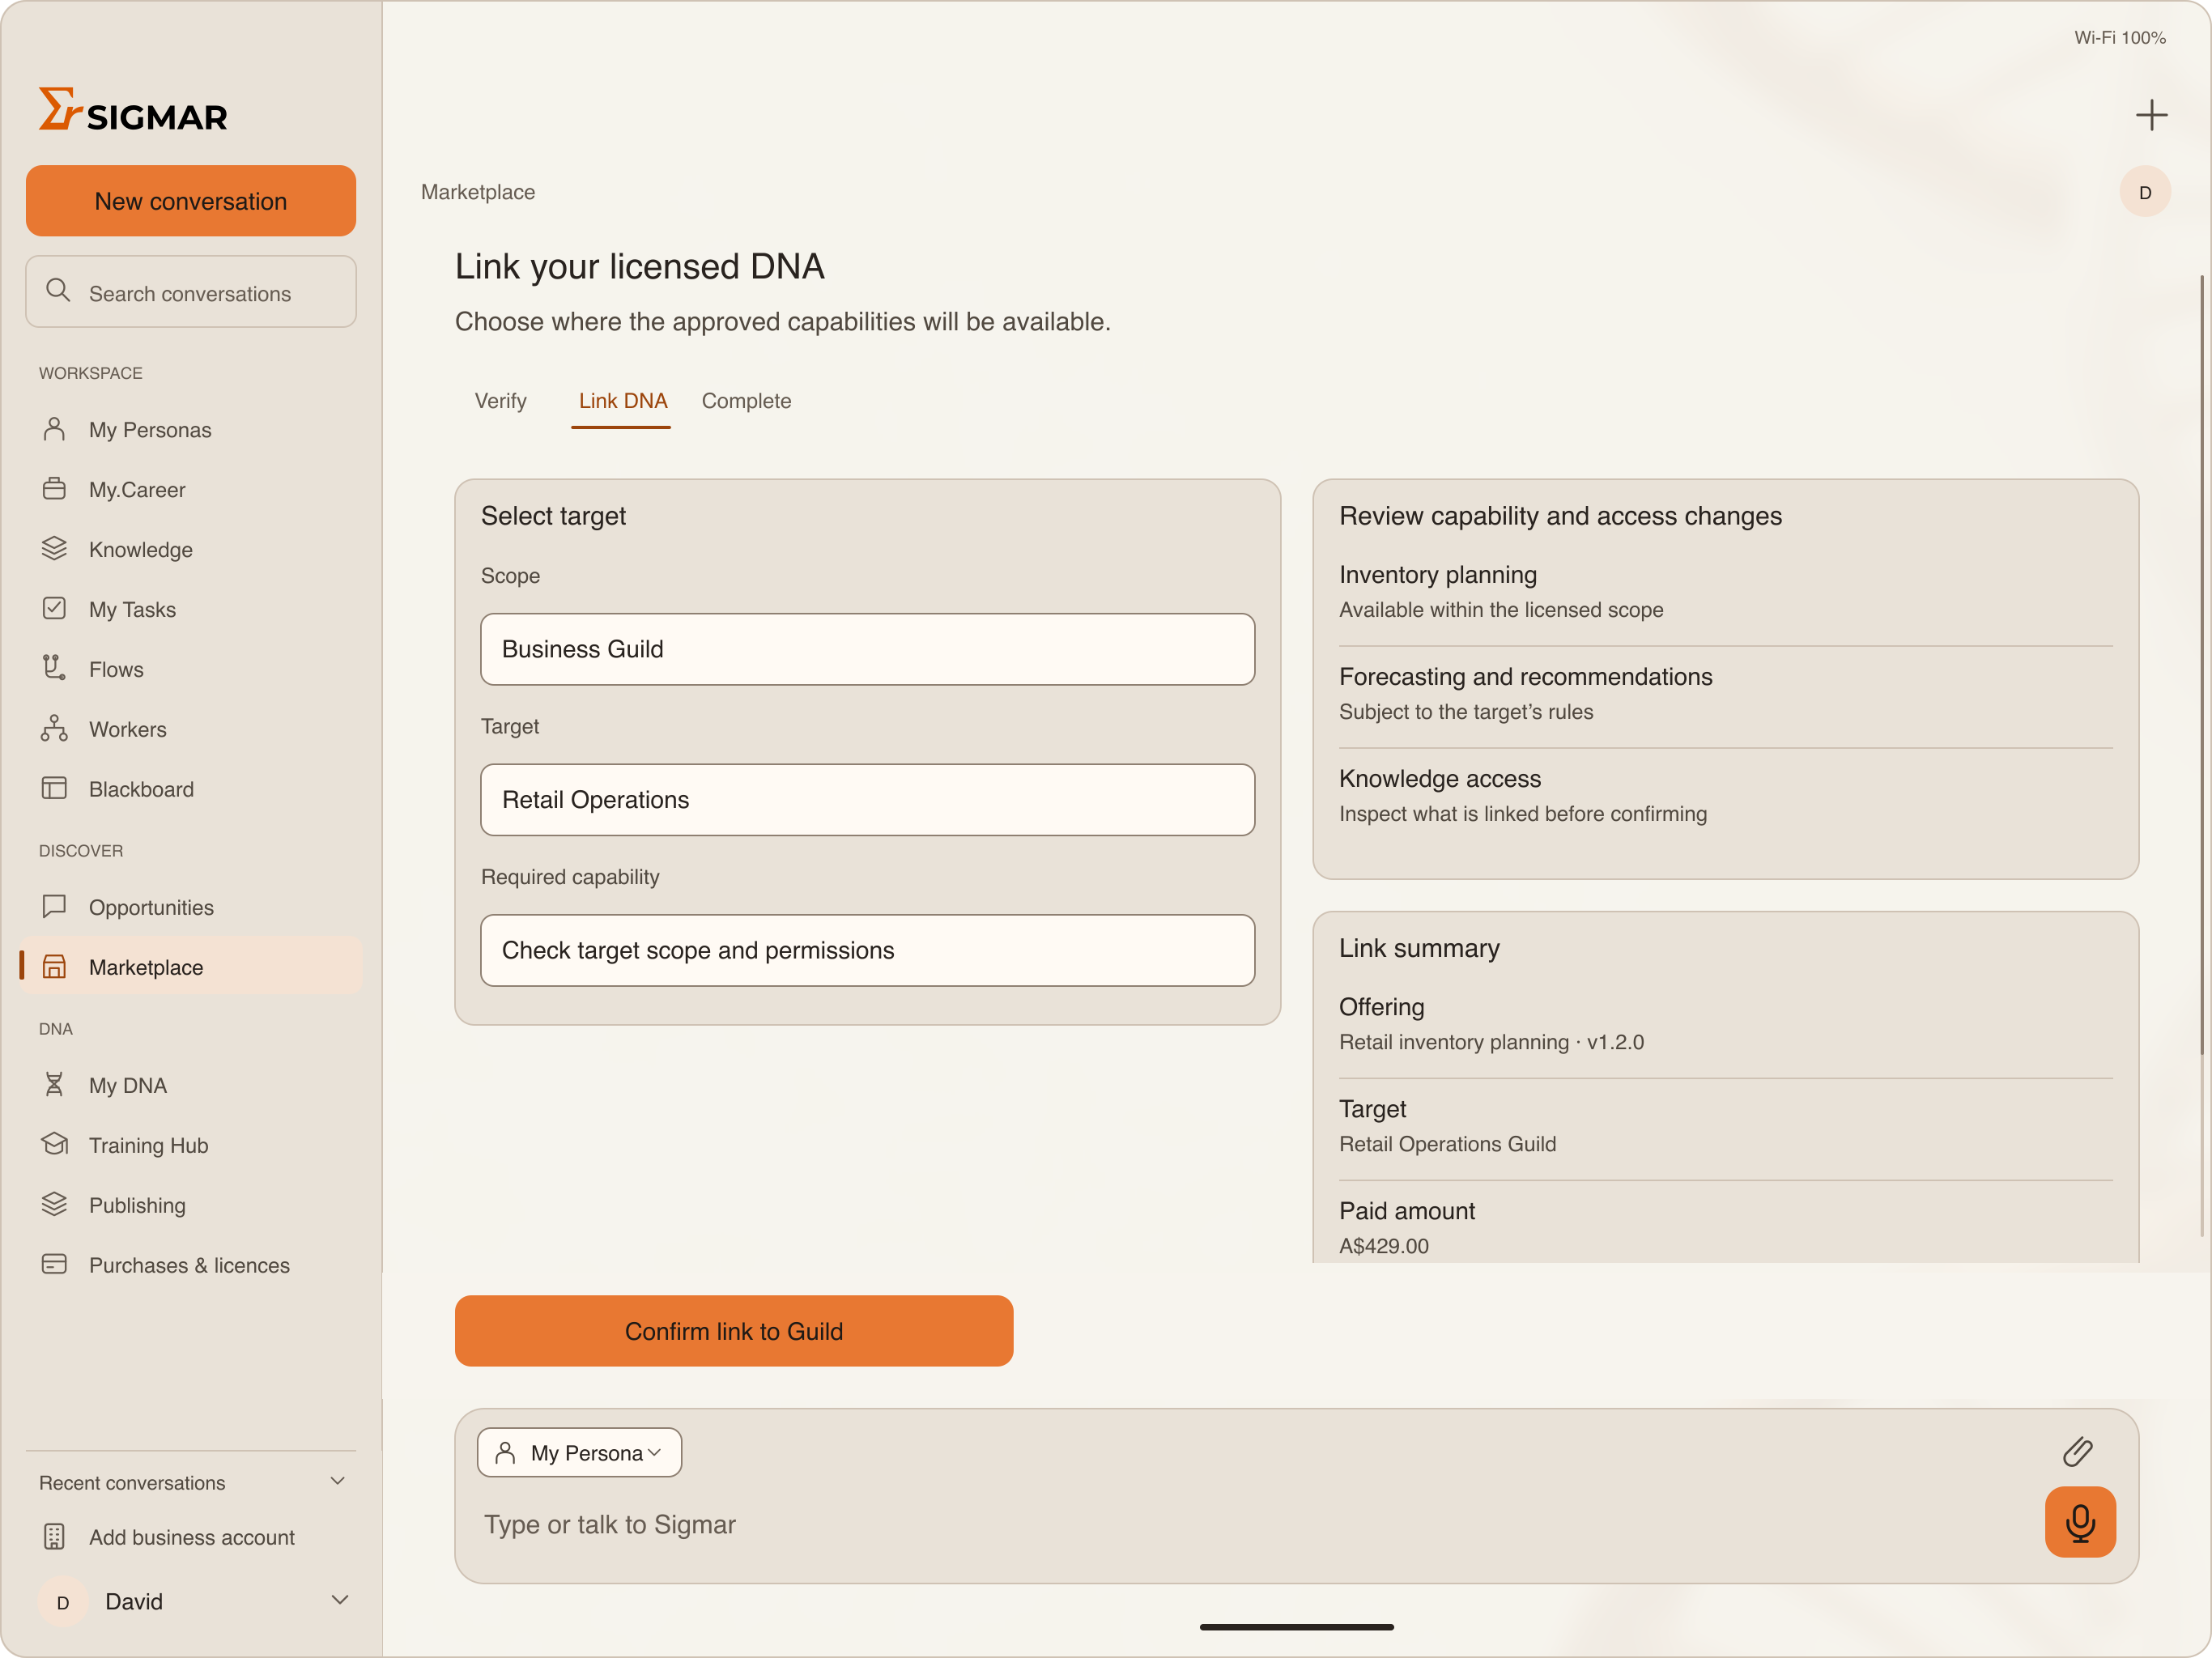 Wi-Fi 100%
Σr SIGMAR
New conversation
Search conversations
WORKSPACE
My Personas
My.Career
Knowledge
My Tasks
Flows
Workers
Blackboard
DISCOVER
Opportunities
Marketplace
DNA
My DNA
Training Hub
Publishing
Purchases & licences
Recent conversations
Add business account
D
David
Marketplace
D
Link your licensed DNA
Choose where the approved capabilities will be available.
Verify
Link DNA
Complete
Select target
Scope
Business Guild
Target
Retail Operations
Required capability
Check target scope and permissions
Review capability and access changes
Inventory planning
Available within the licensed scope
Forecasting and recommendations
Subject to the target’s rules
Knowledge access
Inspect what is linked before confirming
Link summary
Offering
Retail inventory planning · v1.2.0
Target
Retail Operations Guild
Paid amount
A$429.00
Confirm link to Guild
My Persona
Type or talk to Sigmar